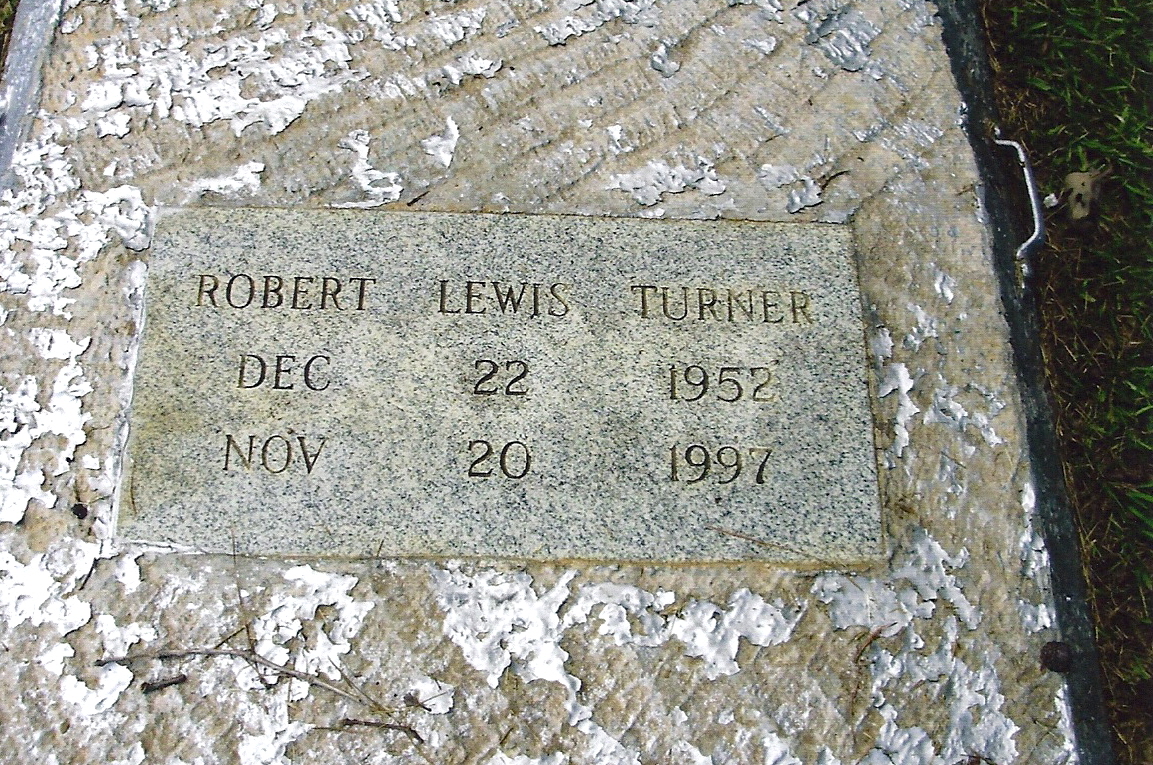 ROBERT LEWIS TURNER
DEC 22 1952
NOV 20 1997